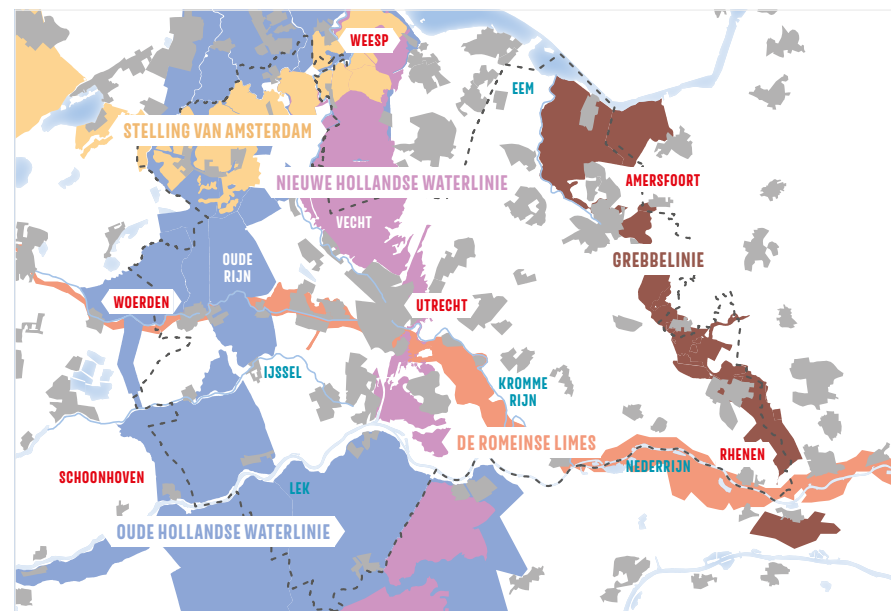 WEESP
EEM
STELLING VAN AMSTERDAM
NIEUWE HOLLANDSE WATERLINIE
AMERSFOORT
VECHT
OUDE
RIJN
GREBBELINIE
WOERDEN
UTRECHT
IJSSEL
KROMME
RIJN
DE ROMEINSE LIMES
RHENEN
NEDERRIJN
SCHOONHOVEN
LEK
OUDE HOLLANDSE WATERLINIE